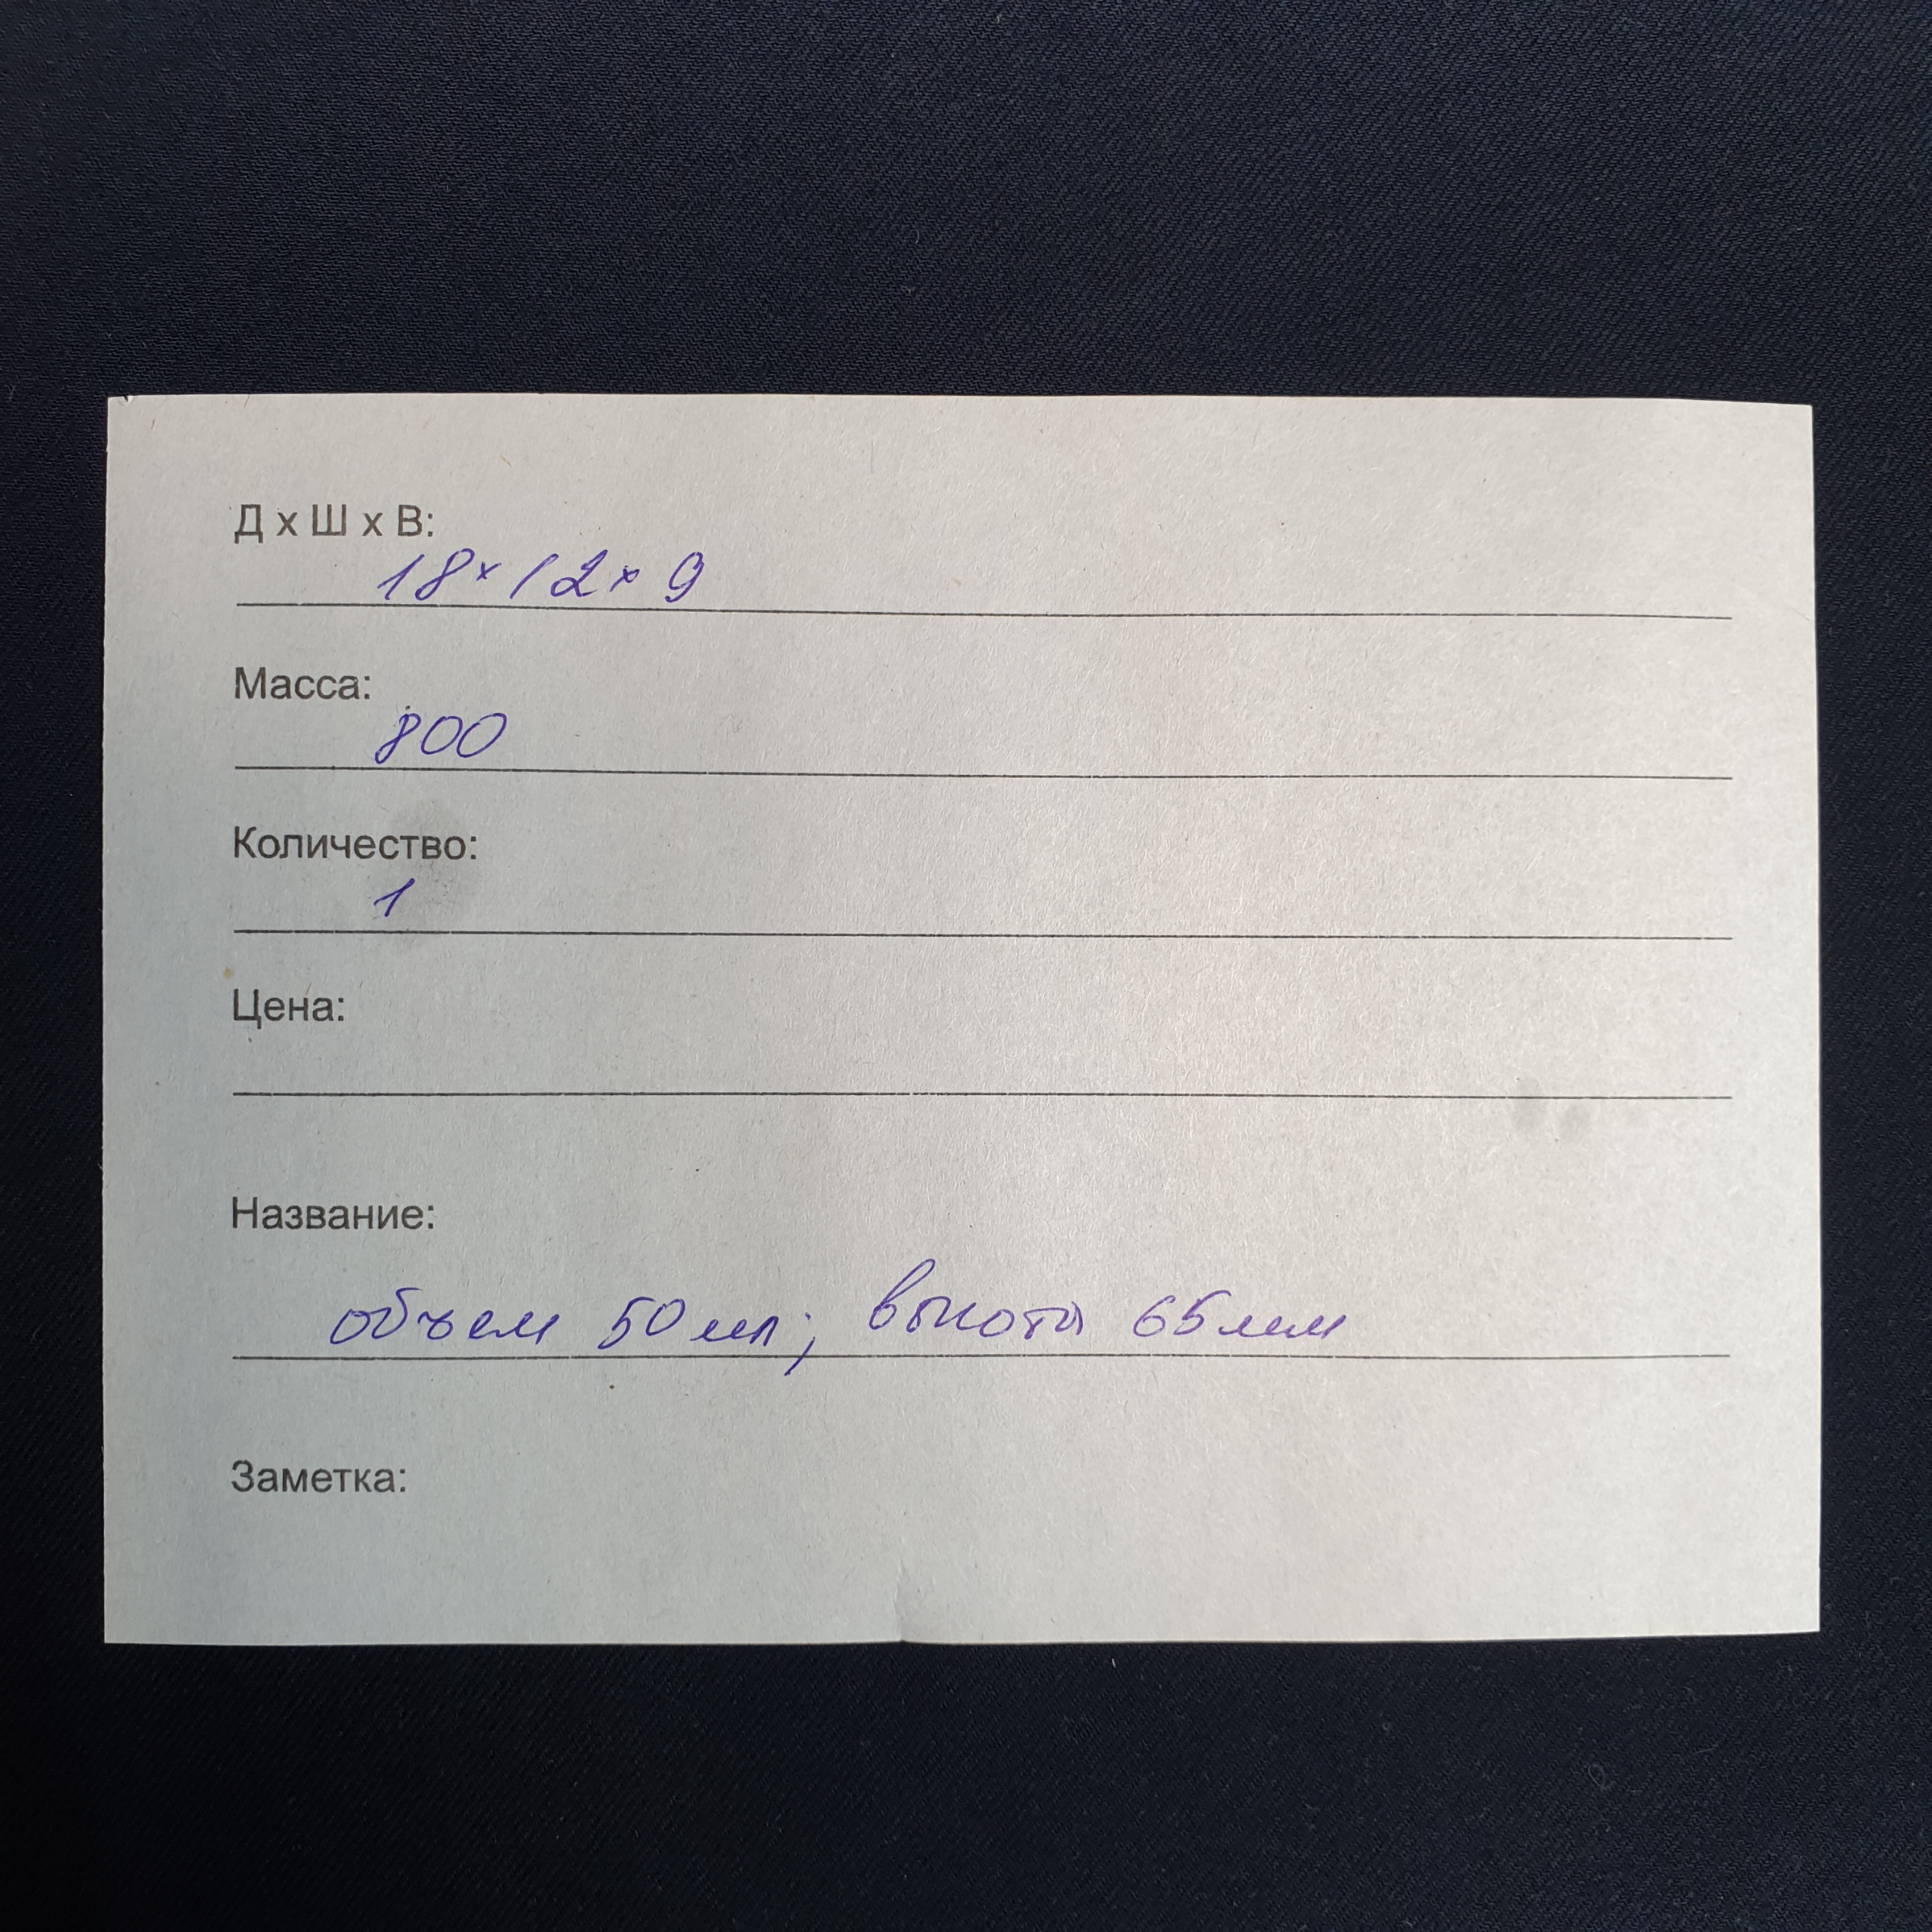 Д х Ш х В:
18×12×9
Масса:
800
Количество:
1
Цена:
Название:
объем 50 мл; высота 65 мм
Заметка: